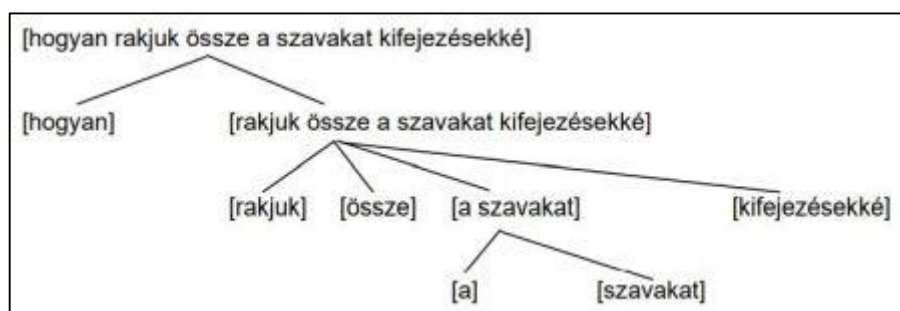 [hogyan rakjuk össze a szavakat kifejezésekké]
[hogyan] [rakjuk össze a szavakat kifejezésekké]
[rakjuk] [össze] [a szavakat] [kifejezésekké]
[a] [szavakat]